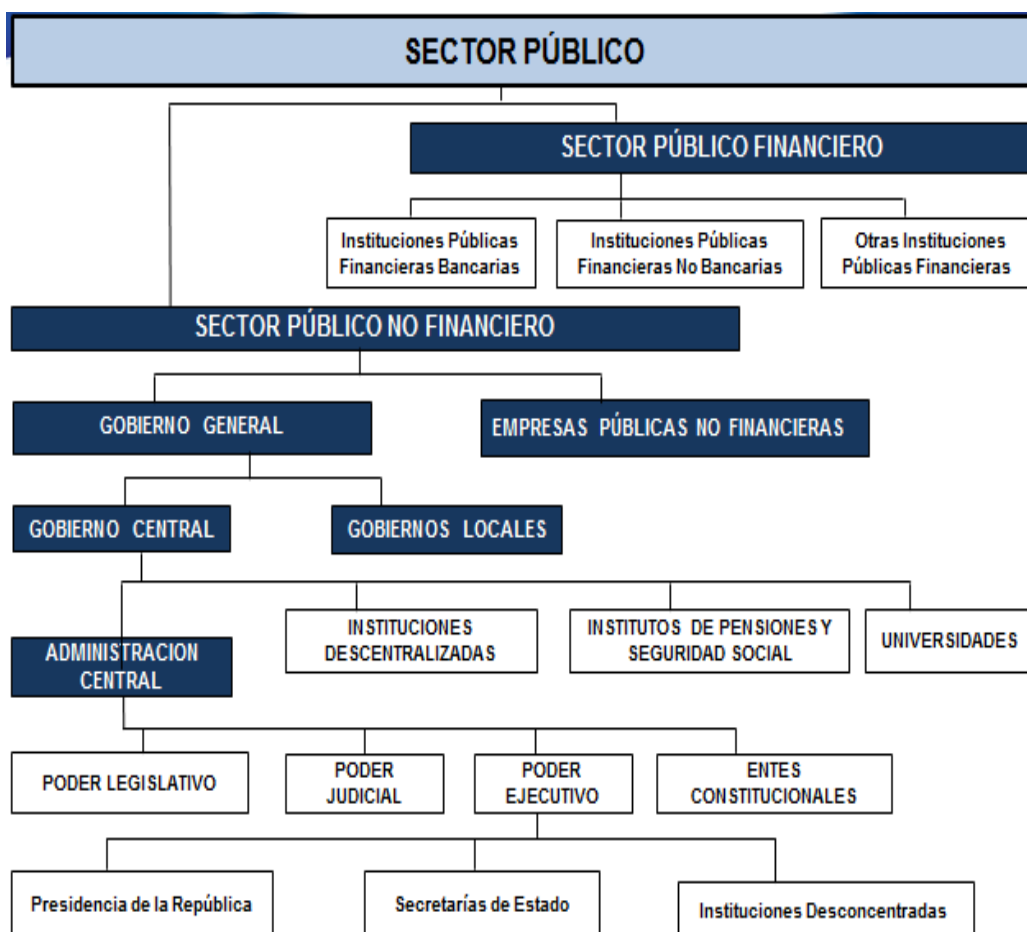 SECTOR PÚBLICO
SECTOR PÚBLICO FINANCIERO
Instituciones Públicas
Financieras Bancarias
Instituciones Públicas
Financieras No Bancarias
Otras Instituciones
Públicas Financieras
SECTOR PÚBLICO NO FINANCIERO
GOBIERNO GENERAL
EMPRESAS PÚBLICAS NO FINANCIERAS
GOBIERNO CENTRAL
GOBIERNOS LOCALES
ADMINISTRACION
CENTRAL
INSTITUCIONES
DESCENTRALIZADAS
INSTITUTOS DE PENSIONES Y
SEGURIDAD SOCIAL
UNIVERSIDADES
PODER LEGISLATIVO
PODER
JUDICIAL
PODER
EJECUTIVO
ENTES
CONSTITUCIONALES
Presidencia de la República
Secretarías de Estado
Instituciones Desconcentradas